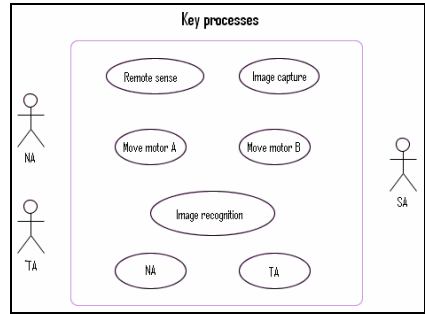 Key processes
Remote sense
Image capture
Move motor A
Move motor B
NA
SA
Image recognition
TA
NA
TA